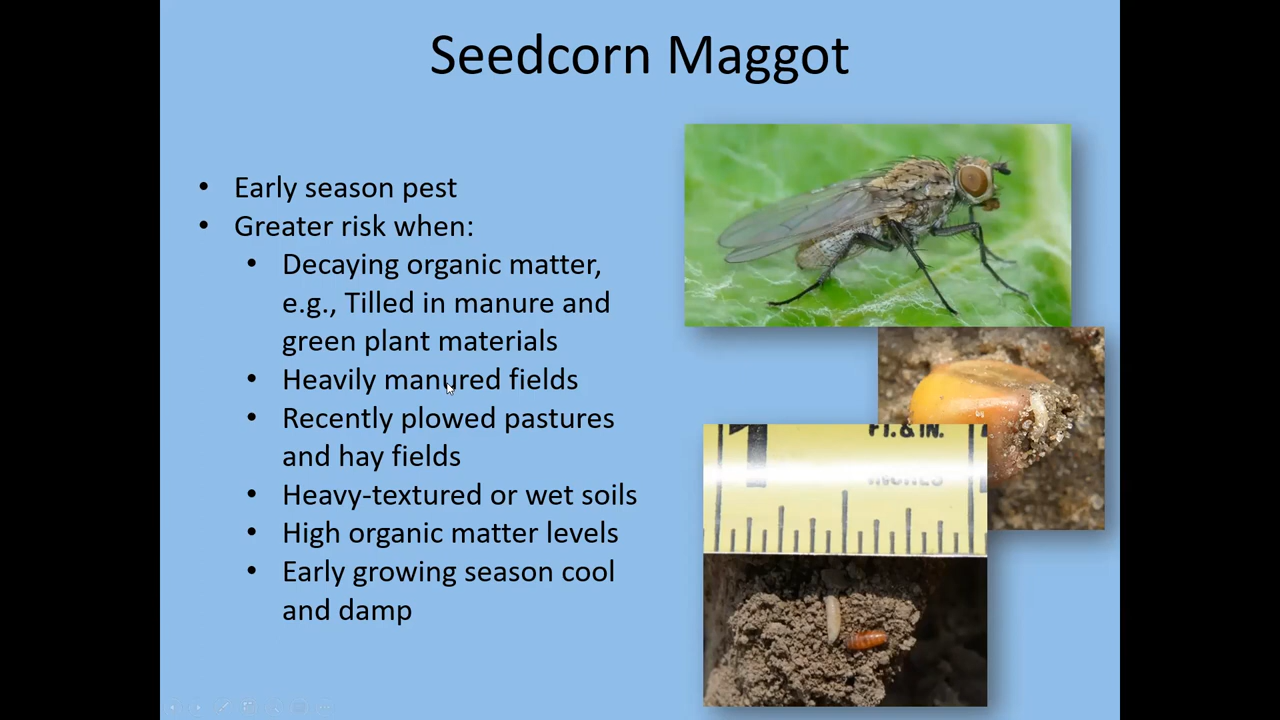 Seedcorn Maggot
• Early season pest
• Greater risk when:
• Decaying organic matter,
e.g., Tilled in manure and
green plant materials
• Heavily manured fields
• Recently plowed pastures
and hay fields
• Heavy-textured or wet soils
• High organic matter levels
• Early growing season cool
and damp
1
FT. & IN.